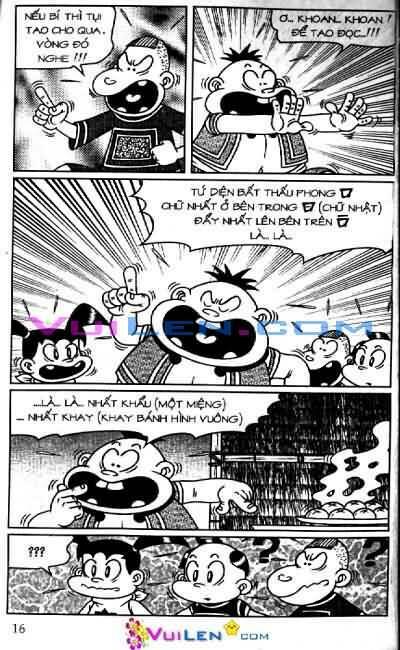 NẾU BÍ THÌ TỤI
TAO CHO QUA.
VÒNG ĐÓ
NGHE !!!
Ơ... KHOAN... KHOAN !
ĐỂ TAO ĐỌC...!!!
TỨ DIỆN BẤT THẤU PHONG 口
CHỮ NHẤT Ở BÊN TRONG 日 (CHỮ NHẬT)
ĐẨY NHẤT LÊN BÊN TRÊN
LÀ.. LÀ..
VuiLen.com
....LÀ.. LÀ.. NHẤT KHẨU (MỘT MIỆNG)
... NHẤT KHAY (KHAY BÁNH HÌNH VUÔNG)
???
?
?
16
VuiLen.com